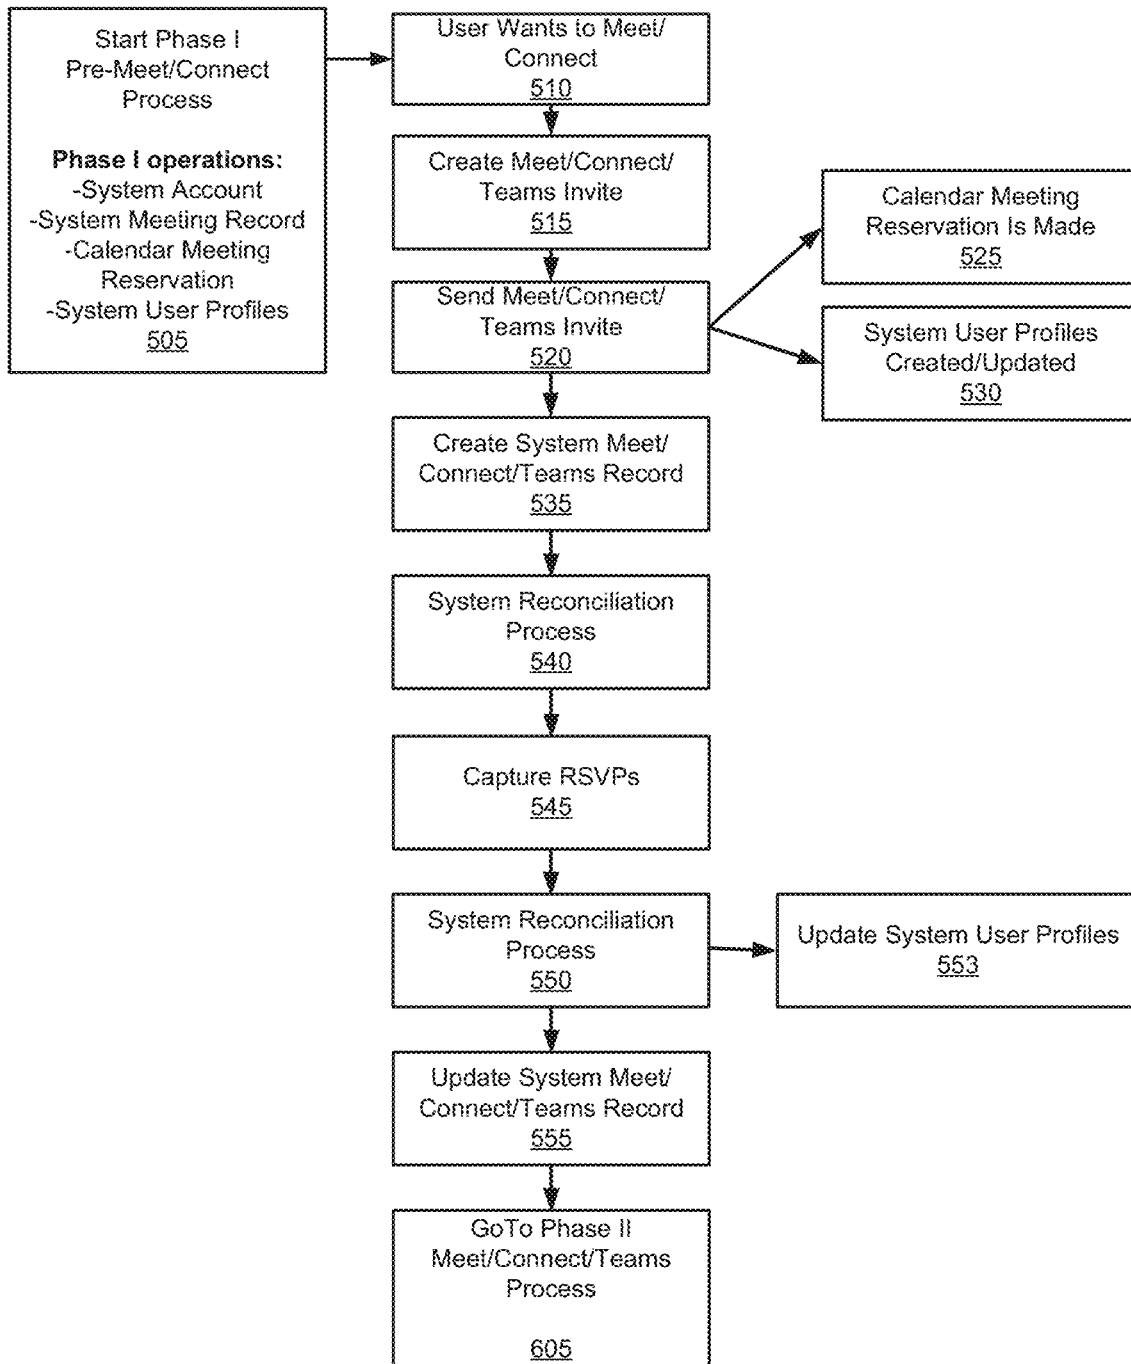 Start Phase I
Pre-Meet/Connect
Process
Phase I operations:
-System Account
-System Meeting Record
-Calendar Meeting
Reservation
-System User Profiles
505
User Wants to Meet/
Connect
510
Create Meet/Connect/
Teams Invite
515
Send Meet/Connect/
Teams Invite
520
Calendar Meeting
Reservation Is Made
525
System User Profiles
Created/Updated
530
Create System Meet/
Connect/Teams Record
535
System Reconciliation
Process
540
Capture RSVPs
545
System Reconciliation
Process
550
Update System User Profiles
553
Update System Meet/
Connect/Teams Record
555
GoTo Phase II
Meet/Connect/Teams
Process
605